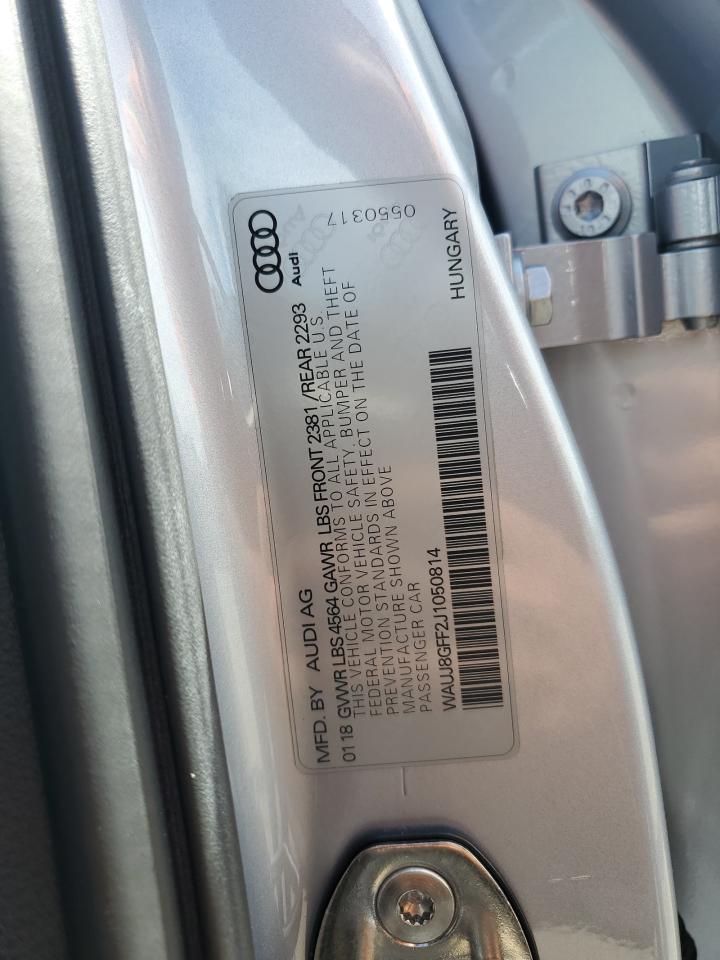 MFD. BY AUDI AG
Audi
0118 GVWR LBS 4564 GAWR LBS FRONT 2381 /REAR 2293
THIS VEHICLE CONFORMS TO ALL APPLICABLE U.S.
FEDERAL MOTOR VEHICLE SAFETY, BUMPER AND THEFT
PREVENTION STANDARDS IN EFFECT ON THE DATE OF
MANUFACTURE SHOWN ABOVE
0550317
PASSENGER CAR
WAUJ8GFF2J1050814
HUNGARY